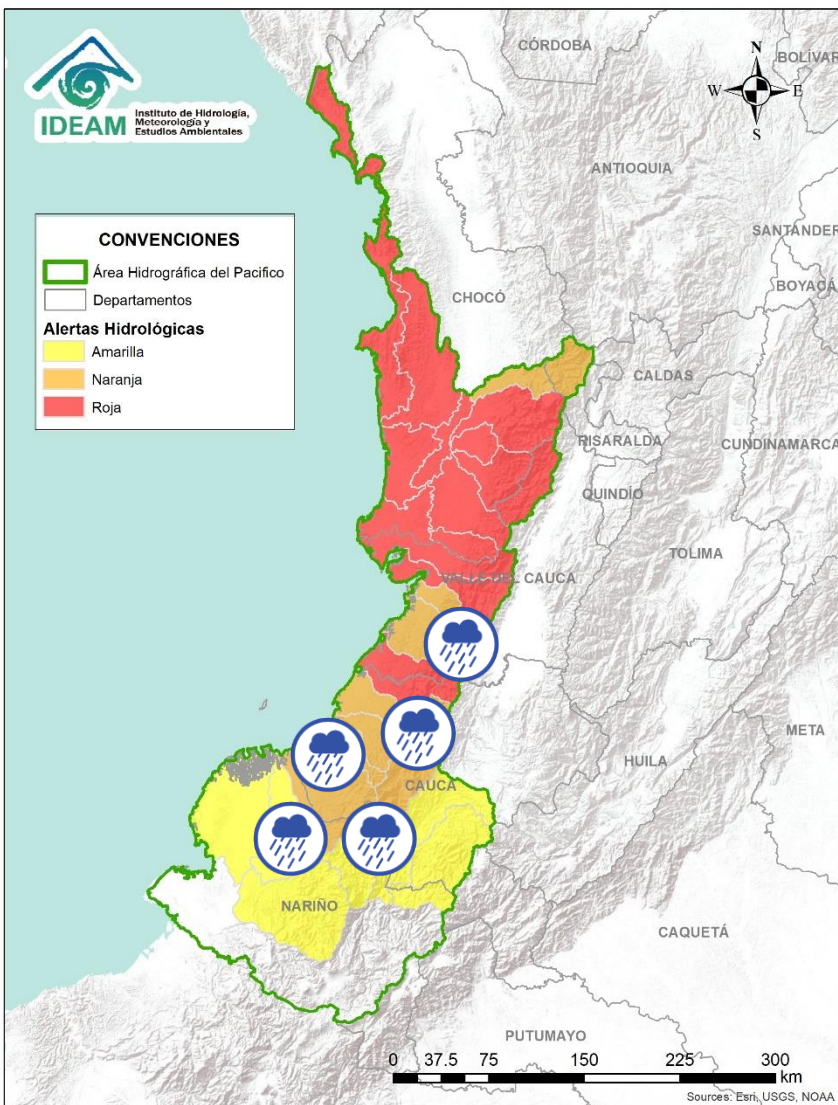 IDEAM
Instituto de Hidrología,
Meteorología y
Estudios Ambientales
CÓRDOBA
BOLÍVAR
N
W
E
S
ANTIOQUIA
SANTANDER
BOYACÁ
CONVENCIONES
Área Hidrográfica del Pacifico
Departamentos
Alertas Hidrológicas
Amarilla
Naranja
Roja
CHOCÓ
CALDAS
RISARALDA
CUNDINAMARCA
QUINDÍO
TOLIMA
VALLE DEL CAUCA
META
HUILA
CAUCA
NARIÑO
CAQUETÁ
PUTUMAYO
0 37.5 75 150 225 300
km
Sources: Esri, USGS, NOAA